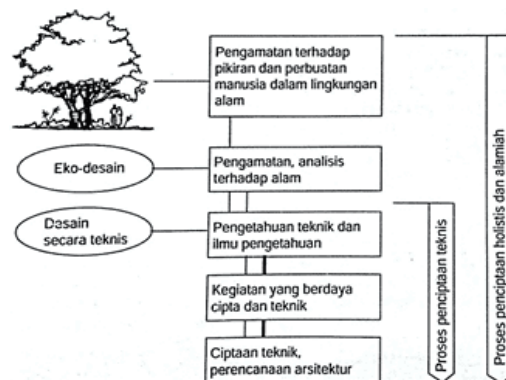 Pengamatan terhadap
pikiran dan perbuatan
manusia dalam lingkungan
alam
Eko-desain
Pengamatan, analisis
terhadap alam
Desain
secara teknis
Pengetahuan teknik dan
ilmu pengetahuan
Kegiatan yang berdaya
cipta dan teknik
Ciptaan teknik,
perencanaan arsitektur
Proses penciptaan teknis
Proses penciptaan holistis dan alamiah